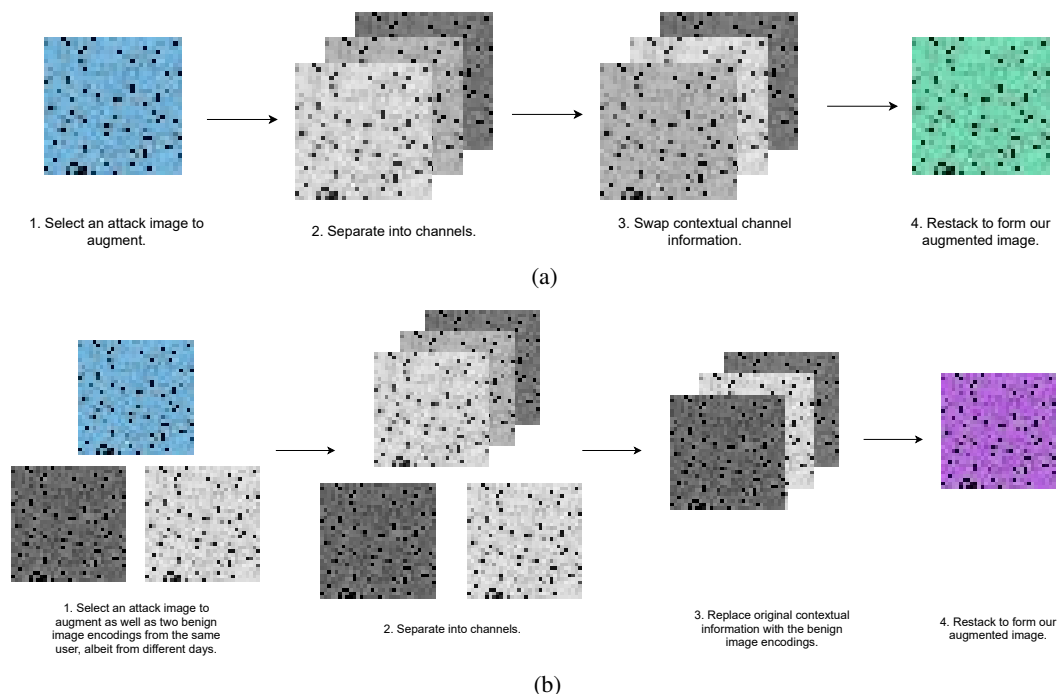 1. Select an attack image to
augment.
2. Separate into channels.
3. Swap contextual channel
information.
4. Restack to form our
augmented image.
(a)
1. Select an attack image to
augment as well as two benign
image encodings from the same
user, albeit from different days.
2. Separate into channels.
3. Replace original contextual
information with the benign
image encodings.
4. Restack to form our
augmented image.
(b)